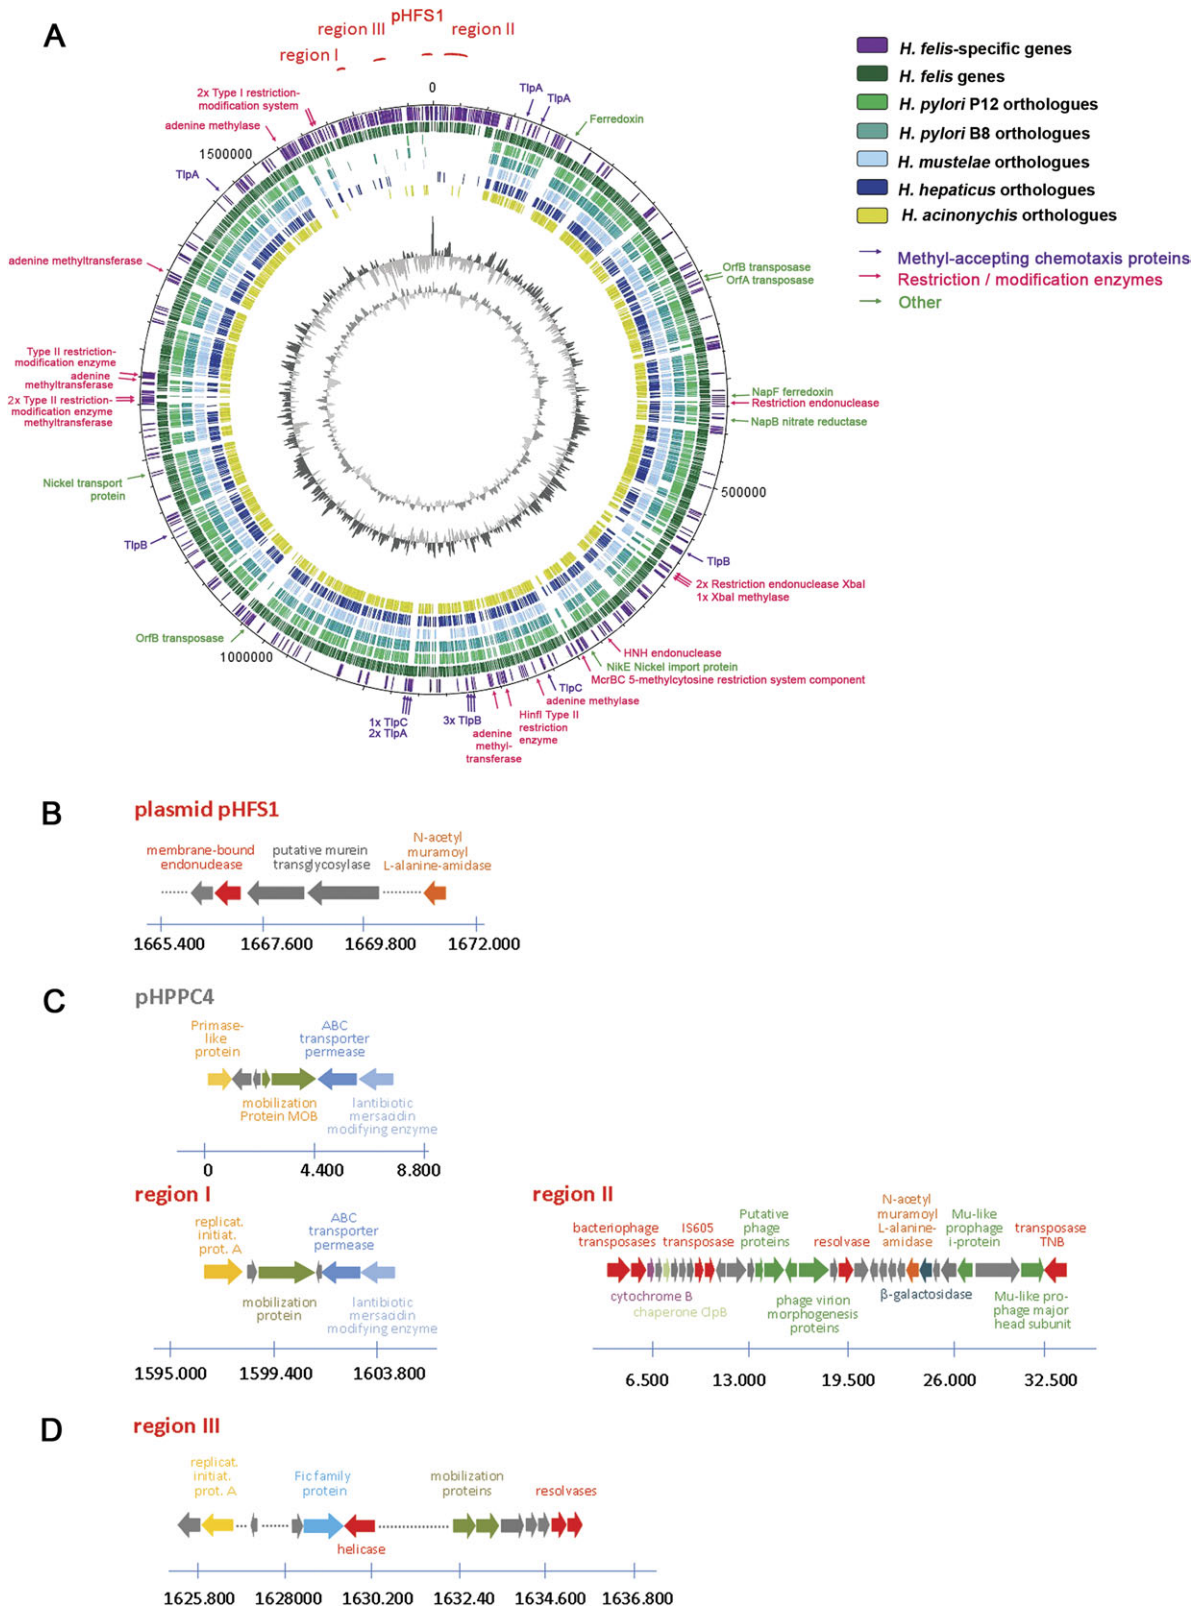 A
pHFS1
region III
region II
region I
0
2x Type I restriction-
modification system
adenine methylase
1500000
TlpA
TlpA
TlpA
Ferredoxin
adenine methyltransferase
OrfB transposase
OrfA transposase
Type II restriction-
modification enzyme
adenine
methyltransferase
2x Type II restriction-
modification enzyme
methyltransferase
NapF ferredoxin
Restriction endonuclease
NapB nitrate reductase
Nickel transport
protein
500000
TlpB
TlpB
2x Restriction endonuclease XbaI
1x XbaI methylase
OrfB transposase
1000000
HNH endonuclease
NikE Nickel import protein
McrBC 5-methylcytosine restriction system component
TlpC
adenine methylase
HinfI Type II
restriction
enzyme
1x TlpC
2x TlpA
3x TlpB
adenine
methyl-
transferase
H. felis-specific genes
H. felis genes
H. pylori P12 orthologues
H. pylori B8 orthologues
H. mustelae orthologues
H. hepaticus orthologues
H. acinonychis orthologues
Methyl-accepting chemotaxis proteins
Restriction / modification enzymes
Other
B
plasmid pHFS1
membrane-bound
endonudease
putative murein
transglycosylase
N-acetyl
muramoyl
L-alanine-amidase
1665.400 1667.600 1669.800 1672.000
C
pHPPC4
Primase-
like
protein
ABC
transporter
permease
mobilization
Protein MOB
lantibiotic
mersacidin
modifying enzyme
0 4.400 8.800
region I
replicat.
initiat.
prot. A
ABC
transporter
permease
mobilization
protein
lantibiotic
mersacidin
modifying enzyme
1595.000 1599.400 1603.800
region II
bacteriophage
transposases
IS605
transposase
Putative
phage
proteins
resolvase
N-acetyl
muramoyl
L-alanine-
amidase
Mu-like
prophage
i-protein
transposase
TNB
cytochrome B
chaperone ClpB
phage virion
morphogenesis
proteins
β-galactosidase
Mu-like pro-
phage major
head subunit
6.500 13.000 19.500 26.000 32.500
D
region III
replicat.
initiat.
prot. A
Fic family
protein
mobilization
proteins
resolvases
helicase
1625.800 1628000 1630.200 1632.40 1634.600 1636.800